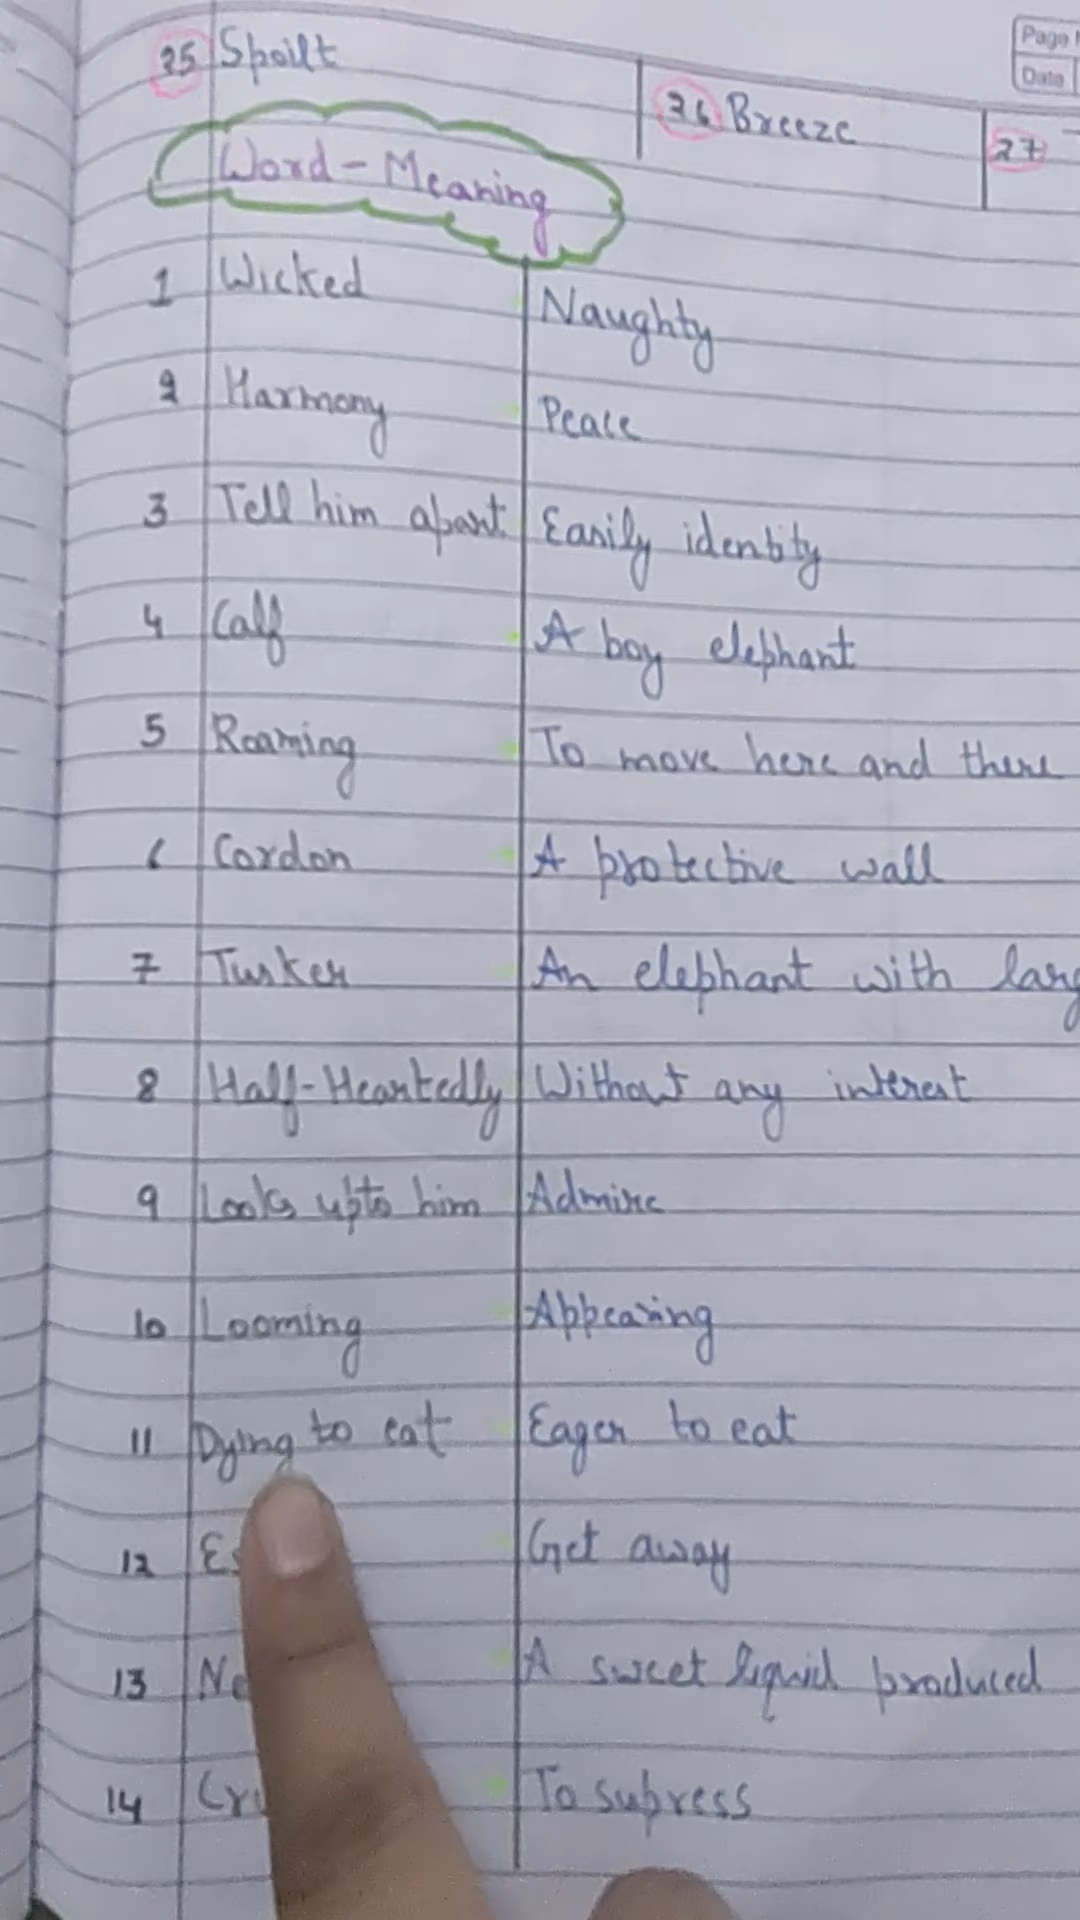 Page
Date
25 Spoilt
26 Breeze
27
Word - Meaning
1 Wicked Naughty
2 Harmony Peace
3 Tell him apart Easily identity
4 Calf A boy elephant
5 Roaming To move here and there
6 Cordon A protective wall
7 Tusker An elephant with
8 Half-Heartedly Without any interest
9 Looks upto him Admire
10 Looming Appearing
11 Dying to eat Eager to eat
12 Get away
13 A sweet liquid produced
14 To supress